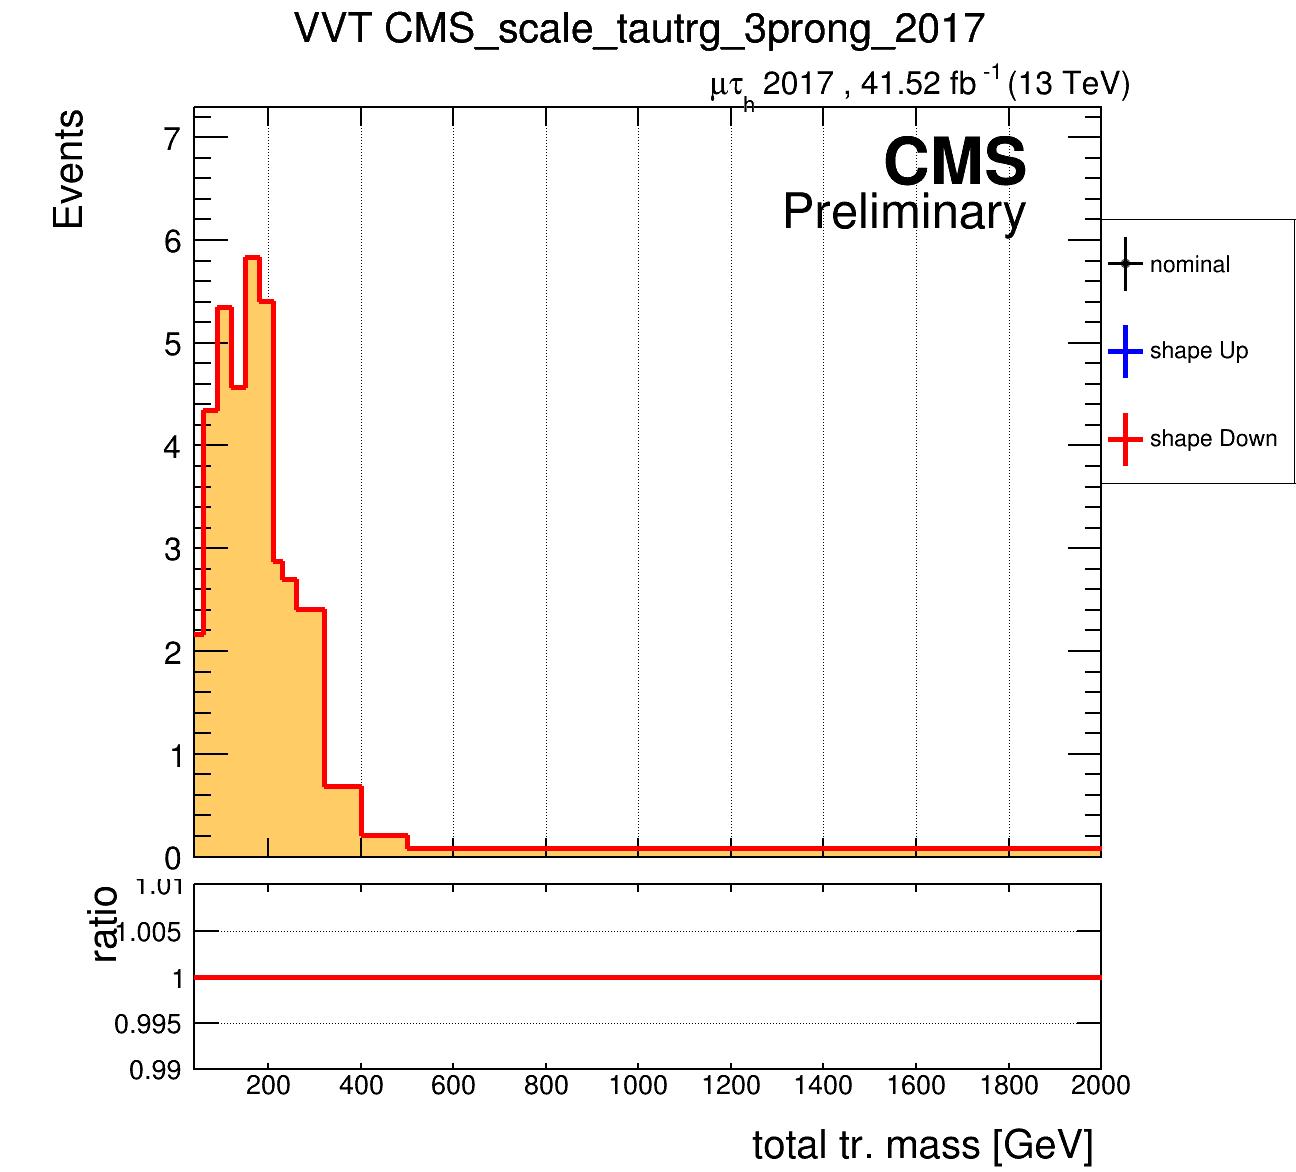 VVT CMS_scale_tautrg_3prong_2017
μτh 2017 , 41.52 fb-1 (13 TeV)
Events
7
6
5
4
3
2
1
0
CMS
Preliminary
nominal
shape Up
shape Down
ratio
1.01
1.005
1
0.995
0.99
200 400 600 800 1000 1200 1400 1600 1800 2000
total tr. mass [GeV]